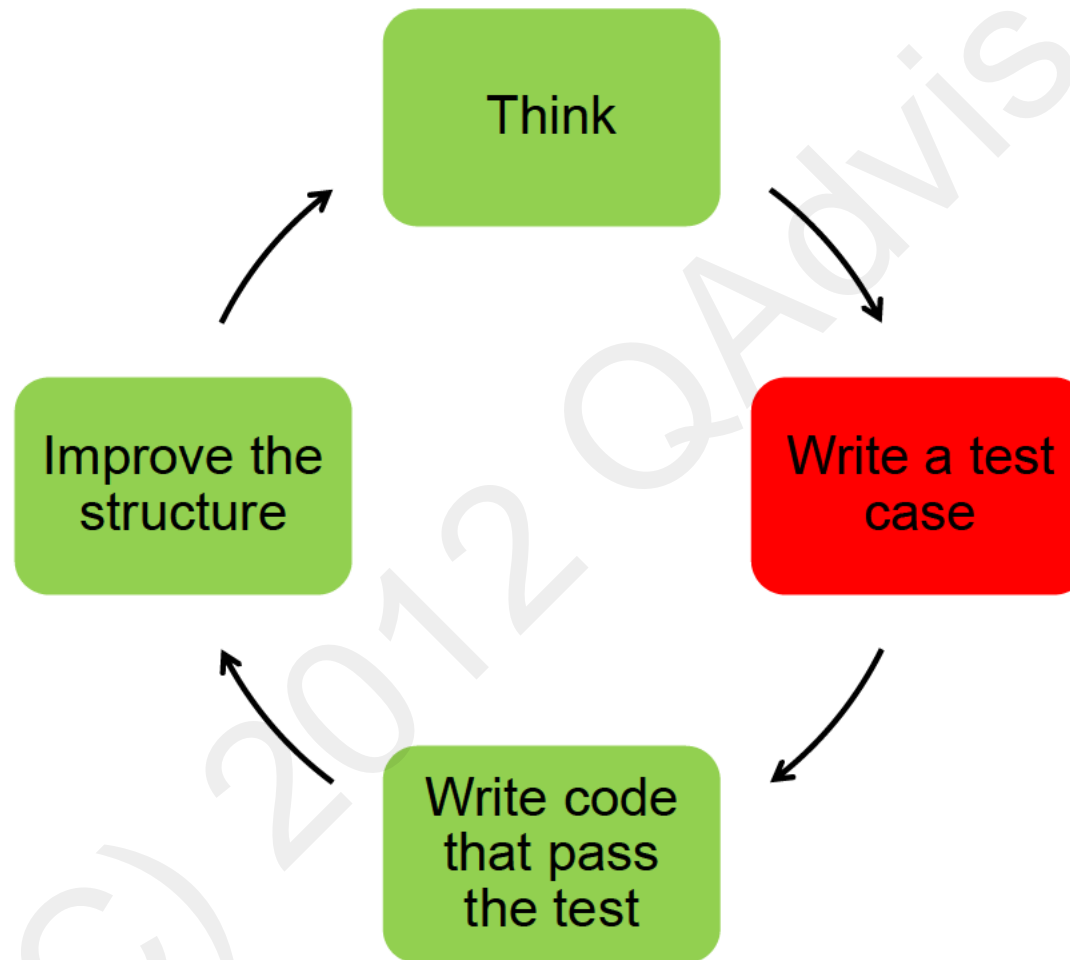 Think
Improve the
structure
Write a test
case
Write code
that pass
the test
C) 2012 QAdvis